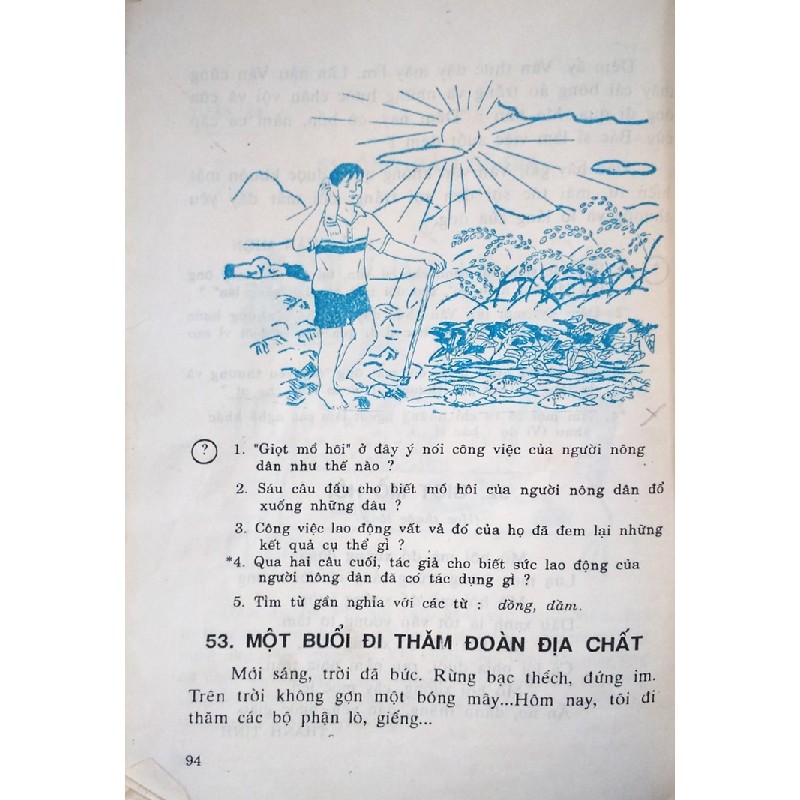 ? 1. "Giọt mồ hôi" ở đây ý nói công việc của người nông
dân như thế nào ?
2. Sáu câu đầu cho biết mồ hôi của người nông dân đổ
xuống những đâu ?
3. Công việc lao động vất vả đó của họ đã đem lại những
kết quả cụ thể gì ?
*4. Qua hai câu cuối, tác giả cho biết sức lao động của
người nông dân đã có tác dụng gì ?
5. Tìm từ gần nghĩa với các từ : đồng, đầm.
53. MỘT BUỔI ĐI THĂM ĐOÀN ĐỊA CHẤT
Mới sáng, trời đã bức. Rừng bạc thếch, đứng im.
Trên trời không gợn một bóng mây...Hôm nay, tôi đi
thăm các bộ phận lò, giếng...
94